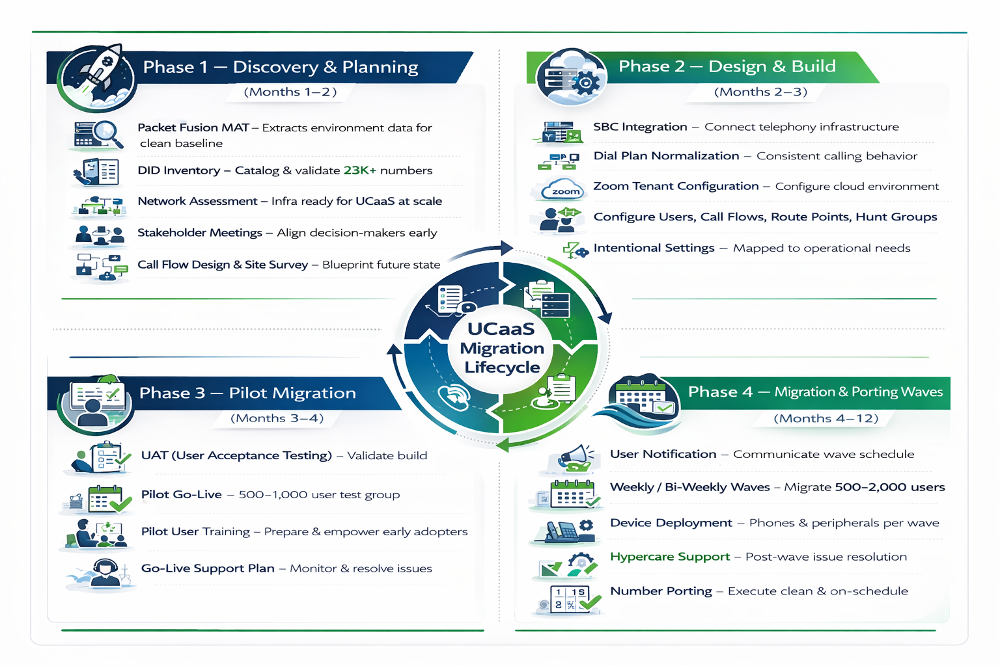 Phase 1 – Discovery & Planning
(Months 1–2)
Packet Fusion MAT – Extracts environment data for
clean baseline
DID Inventory – Catalog & validate 23K+ numbers
Network Assessment – Infra ready for UCaaS at scale
Stakeholder Meetings – Align decision-makers early
Call Flow Design & Site Survey – Blueprint future state
Phase 2 – Design & Build
(Months 2–3)
SBC Integration – Connect telephony infrastructure
Dial Plan Normalization – Consistent calling behavior
zoom
Zoom Tenant Configuration – Configure cloud environment
Configure Users, Call Flows, Route Points, Hunt Groups
Intentional Settings – Mapped to operational needs
UCaaS
Migration
Lifecycle
Phase 3 – Pilot Migration
(Months 3–4)
UAT (User Acceptance Testing) – Validate build
Pilot Go-Live – 500–1,000 user test group
Pilot User Training – Prepare & empower early adopters
Go-Live Support Plan – Monitor & resolve issues
Phase 4 – Migration & Porting Waves
(Months 4–12)
User Notification – Communicate wave schedule
Weekly / Bi-Weekly Waves – Migrate 500–2,000 users
Device Deployment – Phones & peripherals per wave
Hypercare Support – Post-wave issue resolution
Number Porting – Execute clean & on-schedule